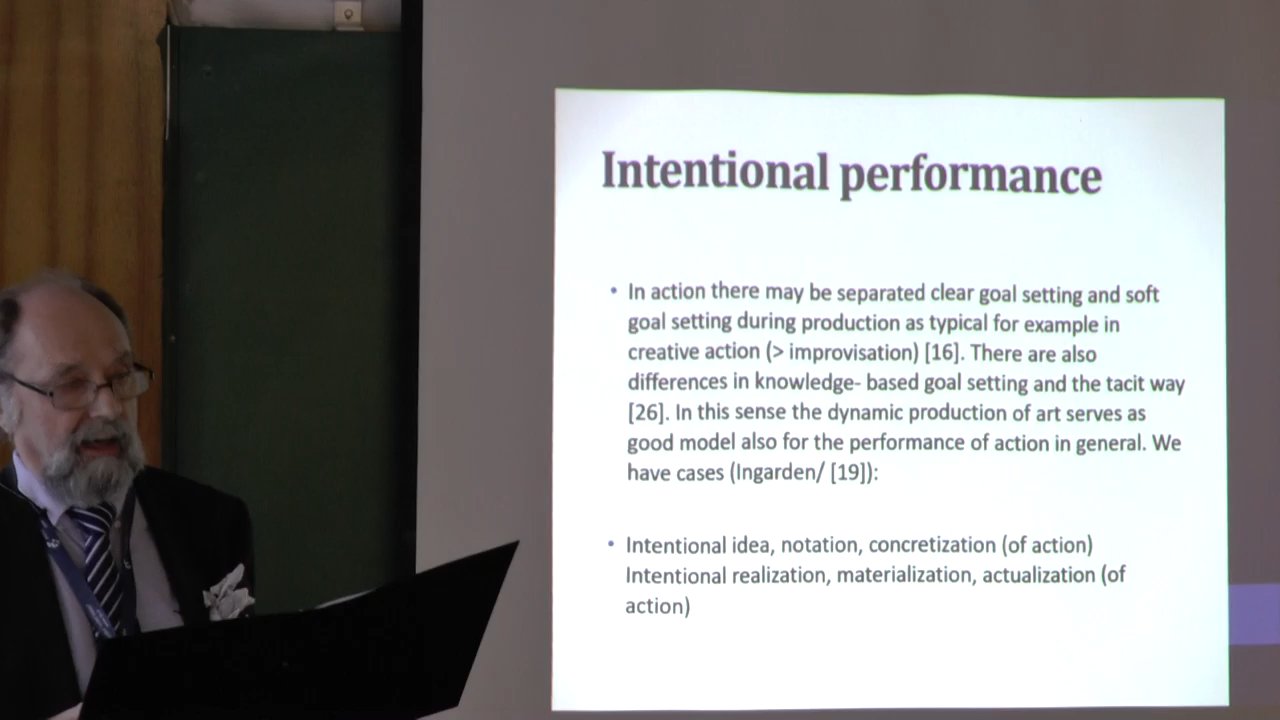 Intentional performance
• In action there may be separated clear goal setting and soft
goal setting during production as typical for example in
creative action (> improvisation) [16]. There are also
differences in knowledge- based goal setting and the tacit way
[26]. In this sense the dynamic production of art serves as
good model also for the performance of action in general. We
have cases (Ingarden/ [19]):
• Intentional idea, notation, concretization (of action)
Intentional realization, materialization, actualization (of
action)